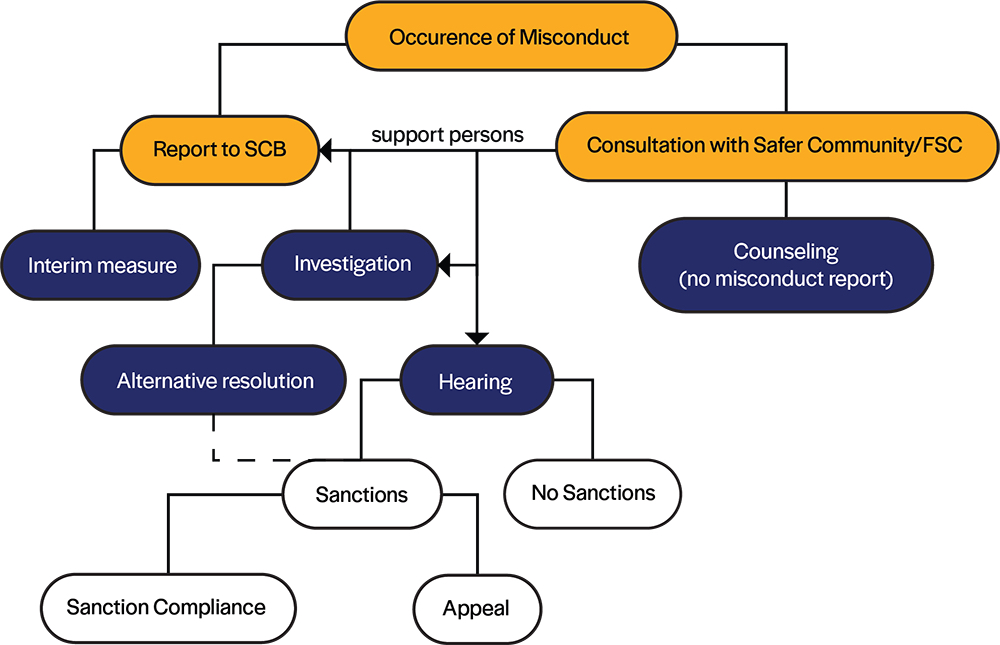 Occurence of Misconduct
Report to SCB
support persons
Consultation with Safer Community/FSC
Interim measure
Investigation
Counseling
(no misconduct report)
Alternative resolution
Hearing
Sanctions
No Sanctions
Sanction Compliance
Appeal